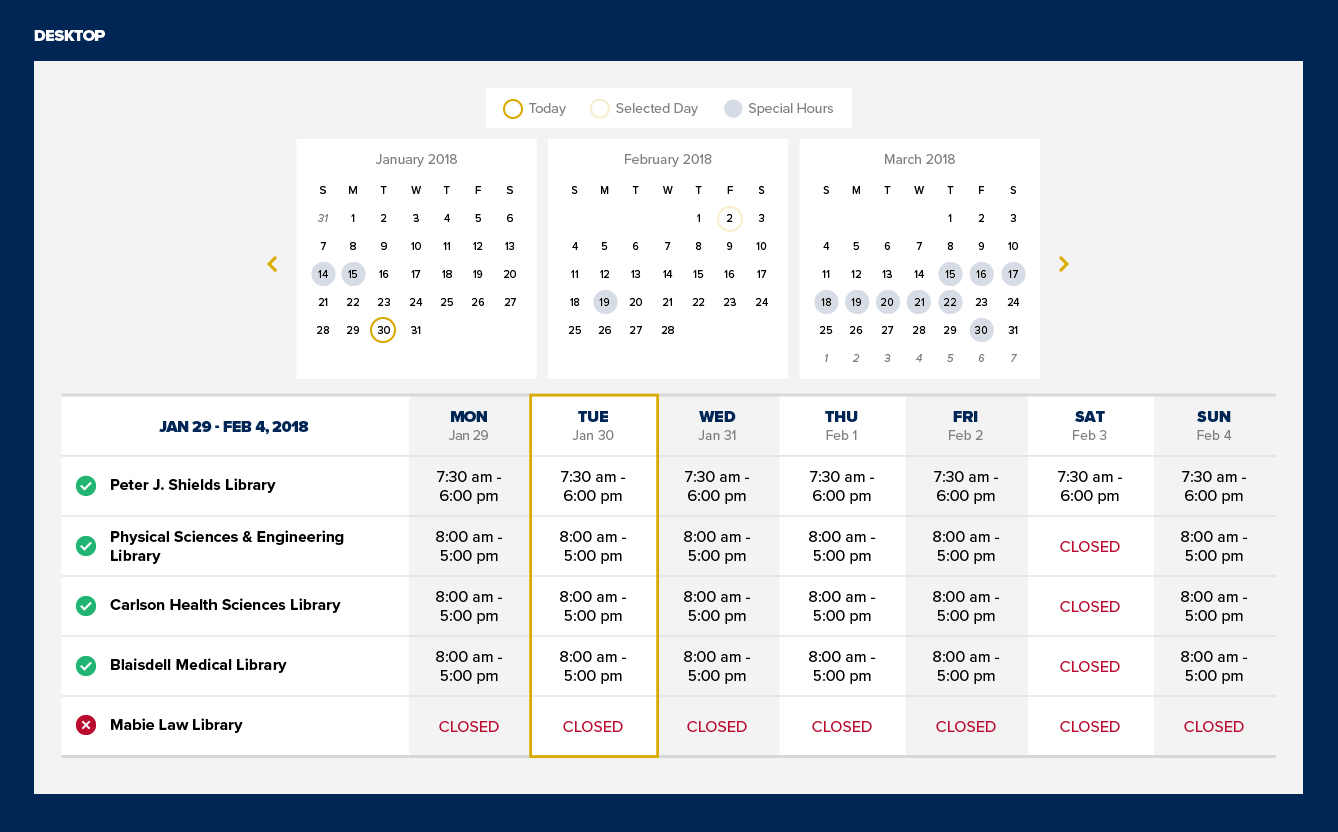 DESKTOP
Today Selected Day Special Hours
January 2018 February 2018 March 2018
S M T W T F S S M T W T F S S M T W T F S
31 1 2 3 4 5 6 1 2 3 1 2 3
7 8 9 10 11 12 13 4 5 6 7 8 9 10 4 5 6 7 8 9 10
14 15 16 17 18 19 20 11 12 13 14 15 16 17 11 12 13 14 15 16 17
21 22 23 24 25 26 27 18 19 20 21 22 23 24 18 19 20 21 22 23 24
28 29 30 31 25 26 27 28 25 26 27 28 29 30 31
1 2 3 4 5 6 7
JAN 29 - FEB 4, 2018 MON TUE WED THU FRI SAT SUN
Jan 29 Jan 30 Jan 31 Feb 1 Feb 2 Feb 3 Feb 4
Peter J. Shields Library 7:30 am - 7:30 am - 7:30 am - 7:30 am - 7:30 am - 7:30 am - 7:30 am -
6:00 pm 6:00 pm 6:00 pm 6:00 pm 6:00 pm 6:00 pm 6:00 pm
Physical Sciences & Engineering 8:00 am - 8:00 am - 8:00 am - 8:00 am - 8:00 am - CLOSED 8:00 am -
Library 5:00 pm 5:00 pm 5:00 pm 5:00 pm 5:00 pm 5:00 pm
Carlson Health Sciences Library 8:00 am - 8:00 am - 8:00 am - 8:00 am - 8:00 am - CLOSED 8:00 am -
5:00 pm 5:00 pm 5:00 pm 5:00 pm 5:00 pm 5:00 pm
Blaisdell Medical Library 8:00 am - 8:00 am - 8:00 am - 8:00 am - 8:00 am - CLOSED 8:00 am -
5:00 pm 5:00 pm 5:00 pm 5:00 pm 5:00 pm 5:00 pm
Mabie Law Library CLOSED CLOSED CLOSED CLOSED CLOSED CLOSED CLOSED